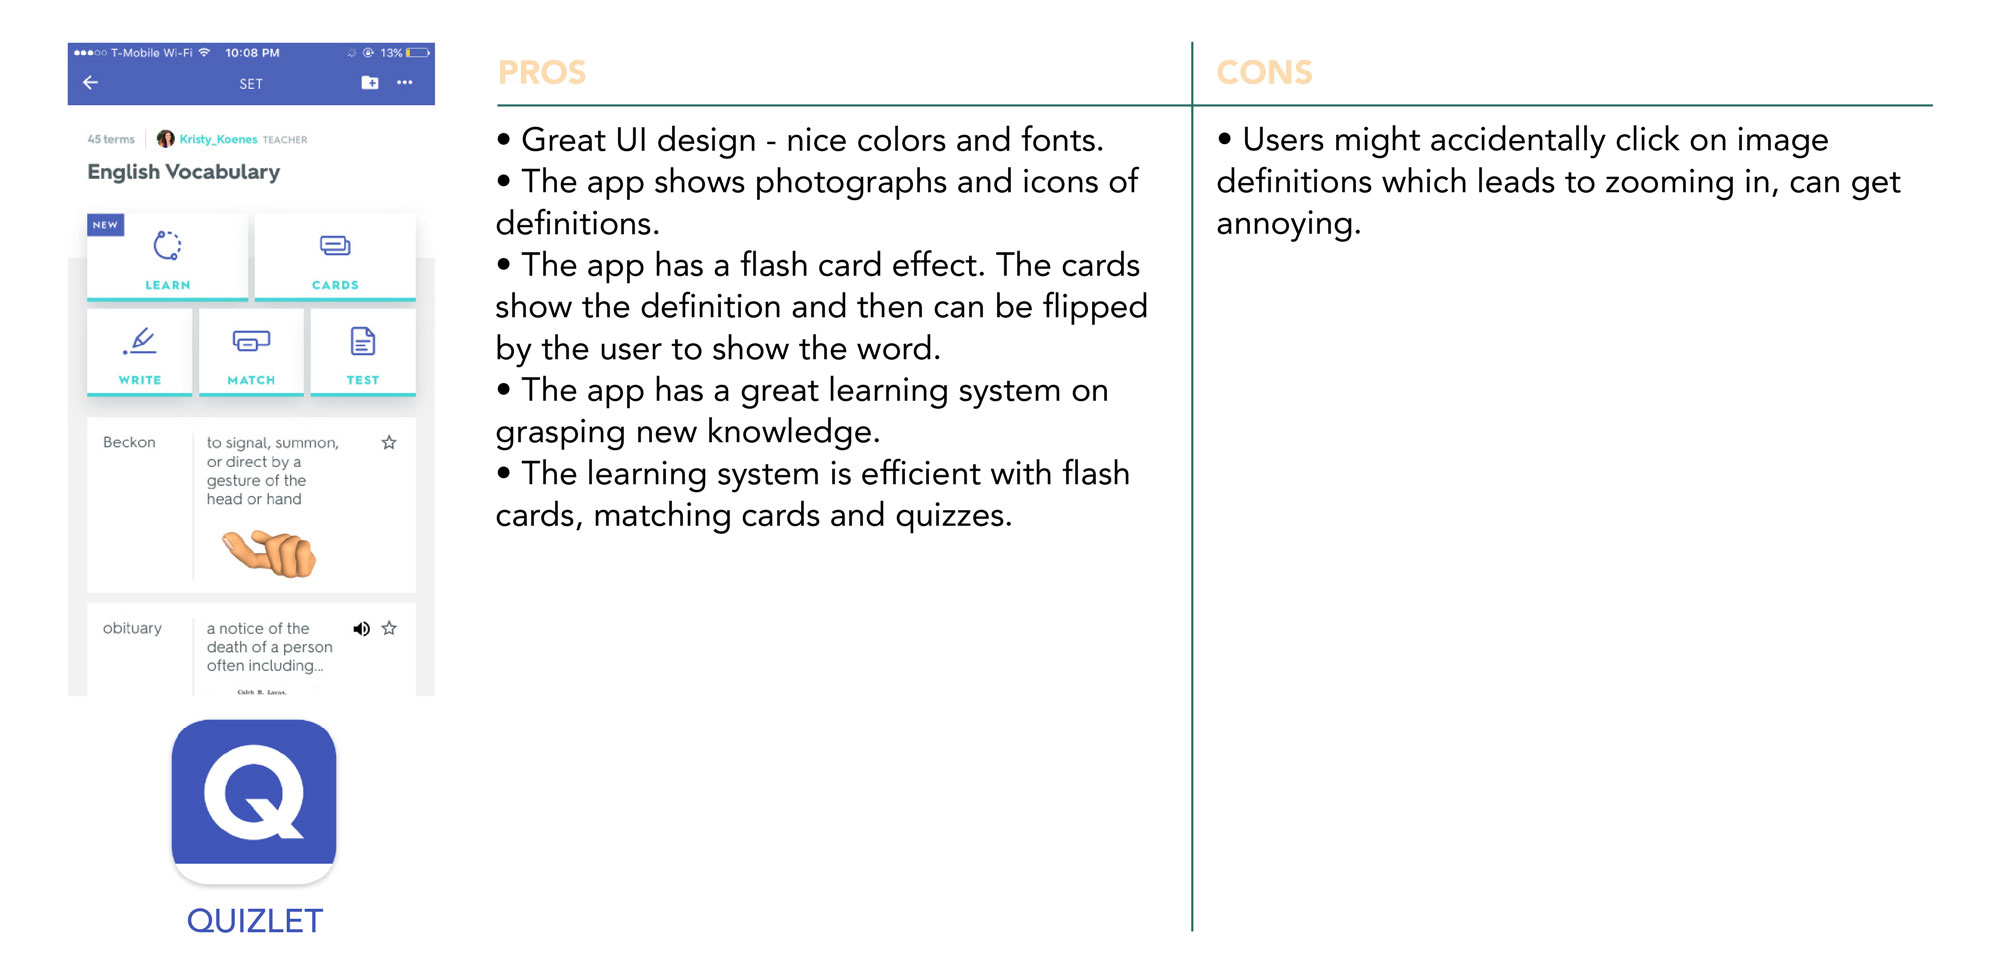 T-Mobile Wi-Fi 10:08 PM 13%
SET
45 terms Kristy_Koenes TEACHER
English Vocabulary
NEW
LEARN CARDS
WRITE MATCH TEST
Beckon
to signal, summon,
or direct by a
gesture of the
head or hand
obituary
a notice of the
death of a person
often including...
Caleb B. Lucas.
QUIZLET
PROS
• Great UI design - nice colors and fonts.
• The app shows photographs and icons of
definitions.
• The app has a flash card effect. The cards
show the definition and then can be flipped
by the user to show the word.
• The app has a great learning system on
grasping new knowledge.
• The learning system is efficient with flash
cards, matching cards and quizzes.
CONS
• Users might accidentally click on image
definitions which leads to zooming in, can get
annoying.